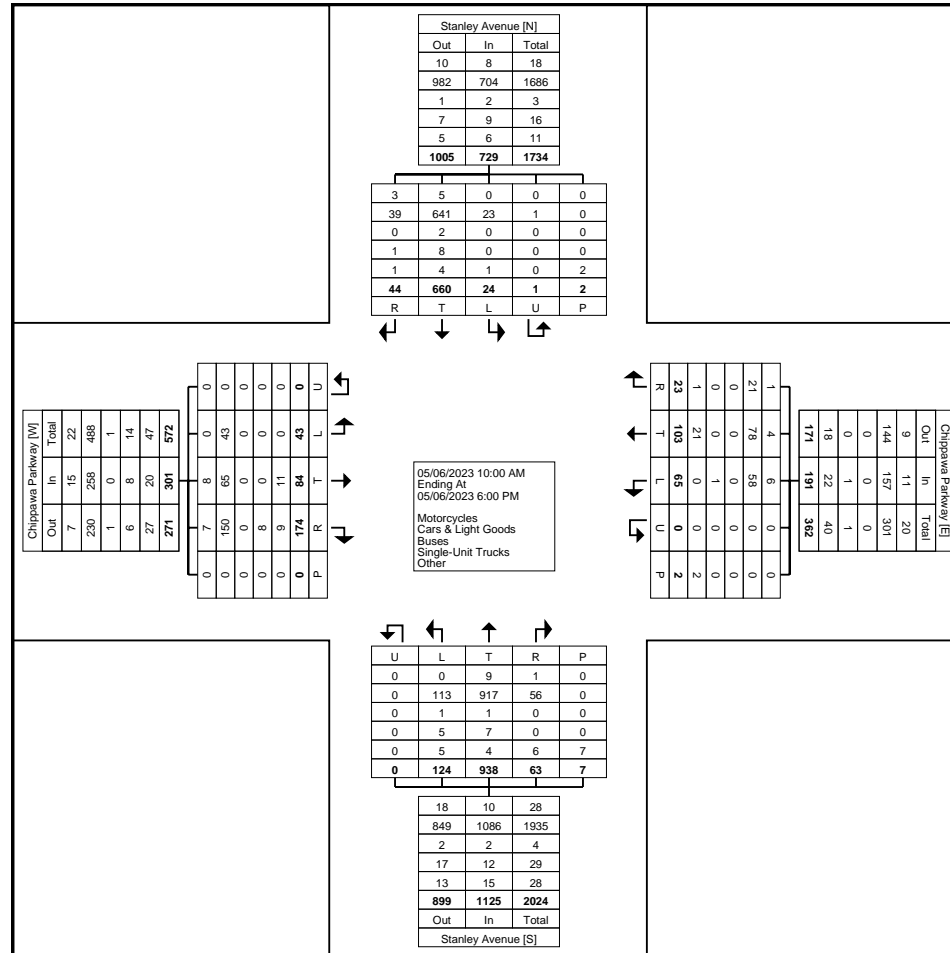 Stanley Avenue [N]
Out In Total
10 8 18
982 704 1686
1 2 3
7 9 16
5 6 11
1005 729 1734
3 5 0 0 0
39 641 23 1 0
0 2 0 0 0
1 8 0 0 0
1 4 1 0 2
44 660 24 1 2
R T L U P
Chippawa Parkway [W]
Out In Total
7 15 22
230 258 488
1 0 1
6 8 14
27 20 47
271 301 572
0 0 8 7 0
0 43 65 150 0
0 0 0 0 0
0 0 0 8 0
0 0 11 9 0
0 43 84 174 0
U L T R P
05/06/2023 10:00 AM
Ending At
05/06/2023 6:00 PM
Motorcycles
Cars & Light Goods
Buses
Single-Unit Trucks
Other
Chippawa Parkway [E]
Out In Total
9 11 20
144 157 301
0 0 0
0 1 1
18 22 40
171 191 362
1 4 6 0 0
21 78 58 0 0
0 0 0 0 0
0 0 1 0 0
1 21 0 0 2
23 103 65 0 2
R T L U P
U L T R P
0 0 9 1 0
0 113 917 56 0
0 1 1 0 0
0 5 7 0 0
0 5 4 6 7
0 124 938 63 7
18 10 28
849 1086 1935
2 2 4
17 12 29
13 15 28
899 1125 2024
Out In Total
Stanley Avenue [S]